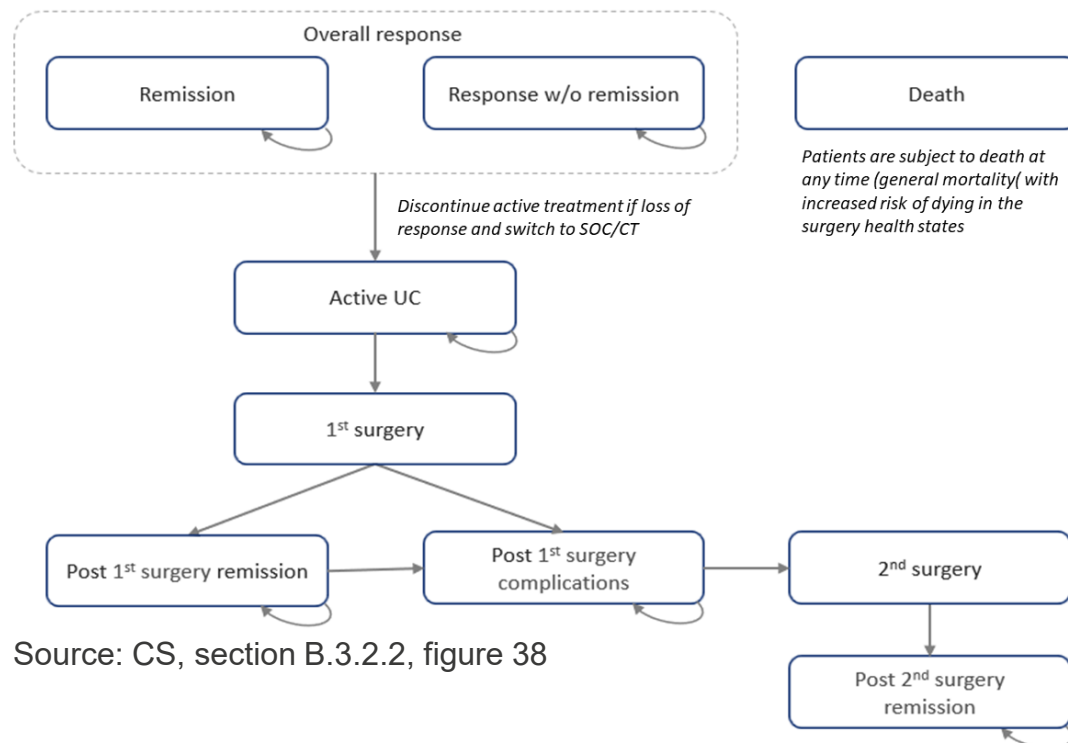 Overall response
Remission
Response w/o remission
Death
Patients are subject to death at
any time (general mortality( with
increased risk of dying in the
surgery health states
Discontinue active treatment if loss of
response and switch to SOC/CT
Active UC
1st surgery
Post 1st surgery remission
Post 1st surgery
complications
2nd surgery
Source: CS, section B.3.2.2, figure 38
Post 2nd surgery
remission